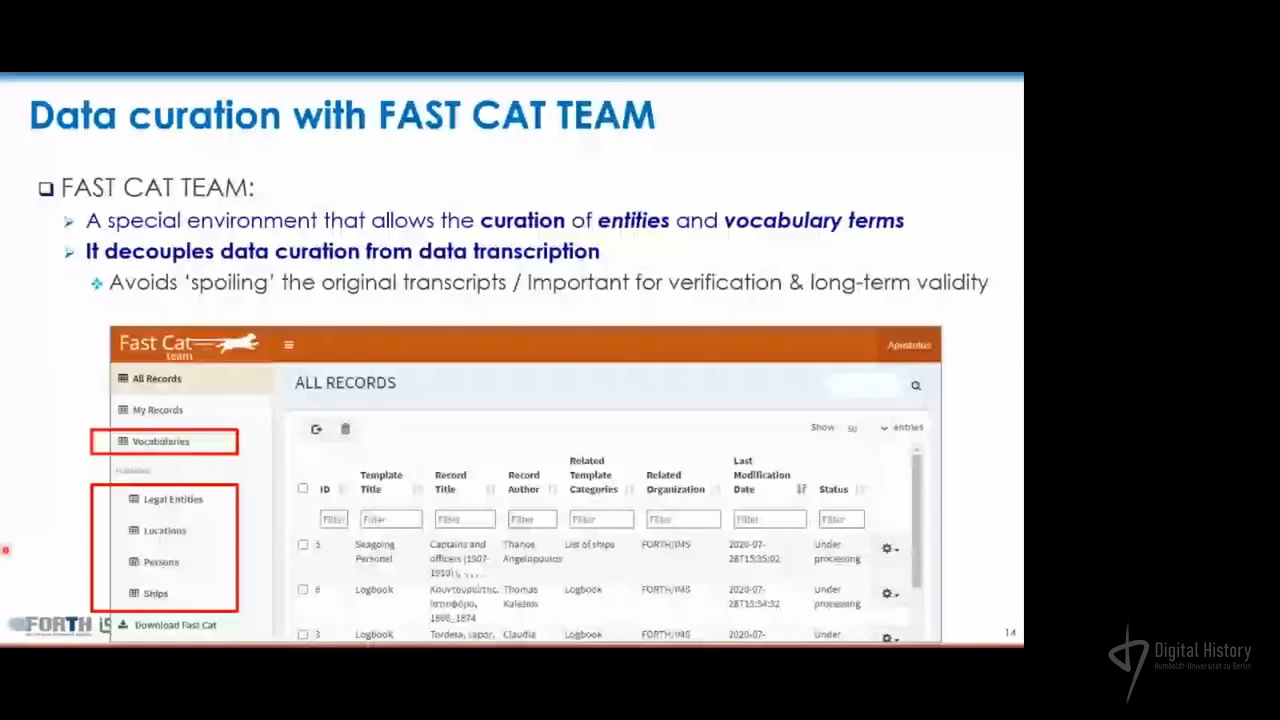 Data curation with FAST CAT TEAM
FAST CAT TEAM:
A special environment that allows the curation of entities and vocabulary terms
It decouples data curation from data transcription
Avoids ‘spoiling’ the original transcripts / Important for verification & long-term validity
Fast Cat
team
Apostolos
All Records
My Records
Vocabularies
Legal Entities
Locations
Persons
Ships
Download Fast Cat
ALL RECORDS
Show 50 entries
ID
Template Title
Record Title
Record Author
Related Template Categories
Related Organization
Last Modification Date
Status
Filter Filter Filter Filter Filter Filter Filter Filter
5 Seagoing Personel Captains and officers (1907-1910) Thanos Angelopoulos List of ships FORTH/IMS 2020-07-28T15:35:02 Under processing
Logbook 1866_1874 Thomas Logbook FORTH/IMS 2020-07-28T15:34:32 Under processing
3 Logbook Tordera, vapor, Claudia Logbook FORTH/IMS 2020-07- Under
FORTH
14
Digital History
Humboldt-Universität zu Berlin